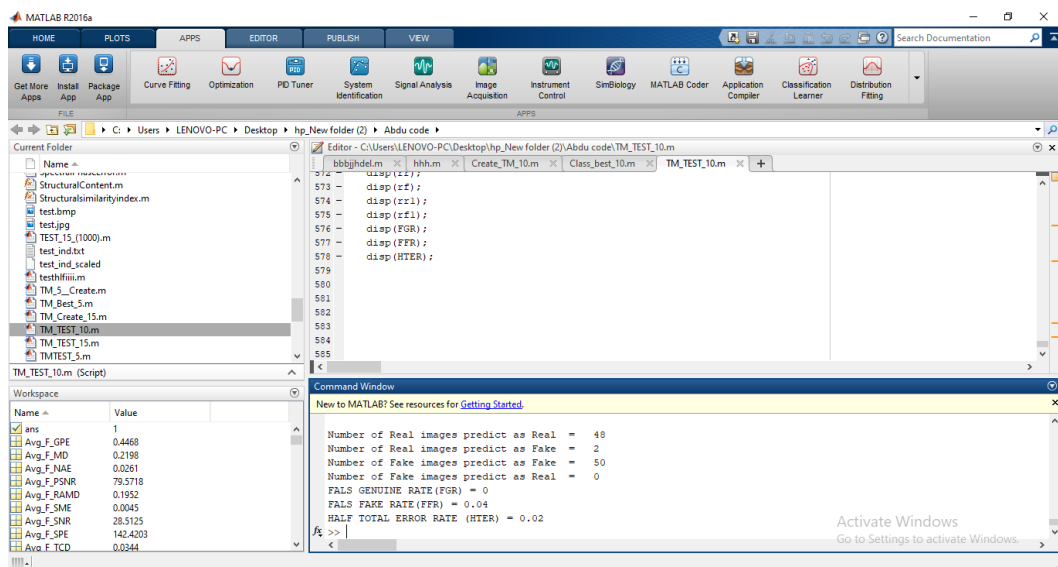 MATLAB R2016a
HOME PLOTS APPS EDITOR PUBLISH VIEW Search Documentation
Get More Apps Install App Package App Curve Fitting Optimization PID Tuner System Identification Signal Analysis Image Acquisition Instrument Control SimBiology MATLAB Coder Application Compiler Classification Learner Distribution Fitting
FILE APPS
C: Users LENOVO-PC Desktop hp_New folder (2) Abdu code
Current Folder
Name
StructuralContent.m
Structuralsimilarityindex.m
test.bmp
test.jpg
TEST_15_(1000).m
test_ind.txt
test_ind_scaled
testhlfiiii.m
TM_5__Create.m
TM_Best_5.m
TM_Create_15.m
TM_TEST_10.m
TM_TEST_15.m
TMTEST_5.m
TM_TEST_10.m (Script)
Workspace
Name Value
ans 1
Avg_F_GPE 0.4468
Avg_F_MD 0.2198
Avg_F_NAE 0.0261
Avg_F_PSNR 79.5718
Avg_F_RAMD 0.1952
Avg_F_SME 0.0045
Avg_F_SNR 28.5125
Avg_F_SPE 142.4203
Avg_F_TCD 0.0344
Editor - C:\Users\LENOVO-PC\Desktop\hp_New folder (2)\Abdu code\TM_TEST_10.m
bbbjjhdel.m hhh.m Create_TM_10.m Class_best_10.m TM_TEST_10.m +
572 - disp(rr);
573 - disp(rf);
574 - disp(rr1);
575 - disp(rf1);
576 - disp(FGR);
577 - disp(FFR);
578 - disp(HTER);
579
580
581
582
583
584
585
Command Window
New to MATLAB? See resources for Getting Started.
Number of Real images predict as Real = 48
Number of Real images predict as Fake = 2
Number of Fake images predict as Fake = 50
Number of Fake images predict as Real = 0
FALS GENUINE RATE(FGR) = 0
FALS FAKE RATE(FFR) = 0.04
HALF TOTAL ERROR RATE (HTER) = 0.02
fx >>
Activate Windows
Go to Settings to activate Windows.